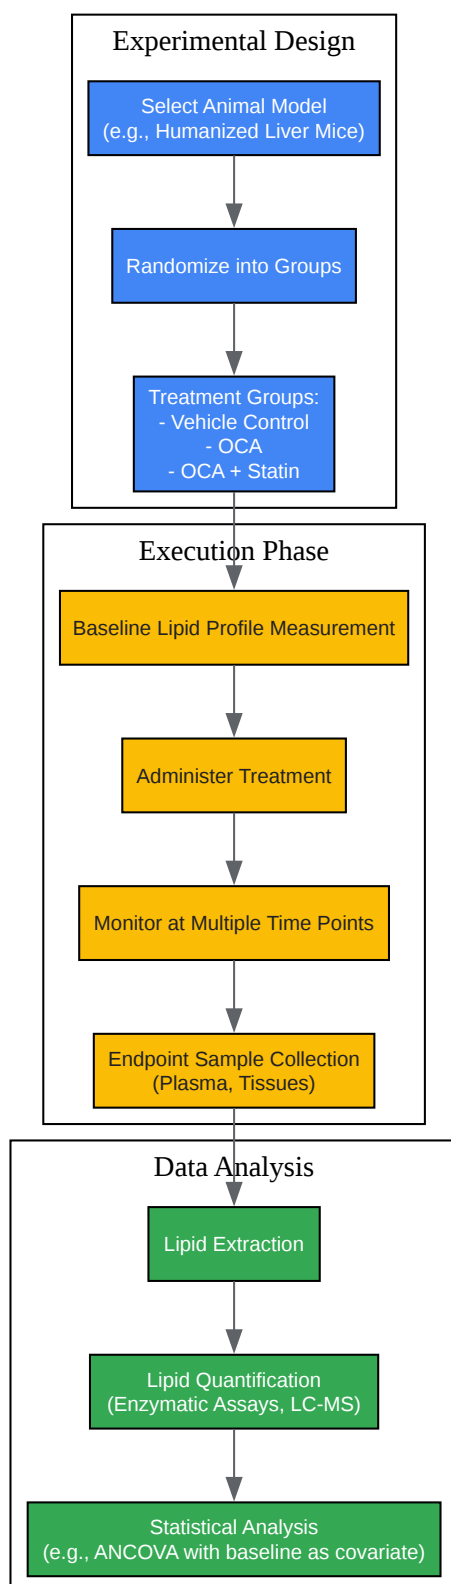 Experimental Design
Select Animal Model
(e.g., Humanized Liver Mice)
Randomize into Groups
Treatment Groups:
- Vehicle Control
- OCA
- OCA + Statin
Execution Phase
Baseline Lipid Profile Measurement
Administer Treatment
Monitor at Multiple Time Points
Endpoint Sample Collection
(Plasma, Tissues)
Data Analysis
Lipid Extraction
Lipid Quantification
(Enzymatic Assays, LC-MS)
Statistical Analysis
(e.g., ANCOVA with baseline as covariate)